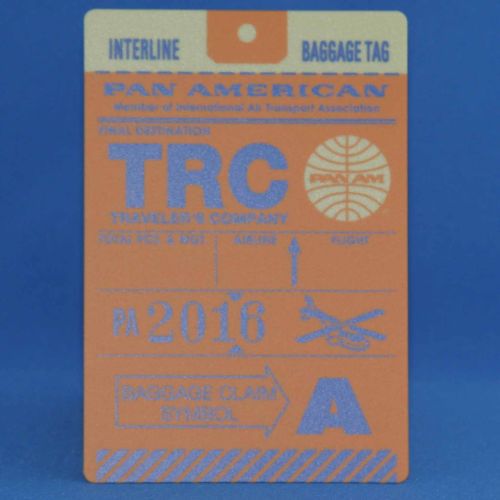 INTERLINE BAGGAGE TAG
PAN AMERICAN
Member of International Air Transport Association
FINAL DESTINATION
TRC
PAN AM
TRAVELER'S COMPANY
TOTAL PCS. & WGT AIRLINE FLIGHT
PA 2016
BAGGAGE CLAIM
SYMBOL
A